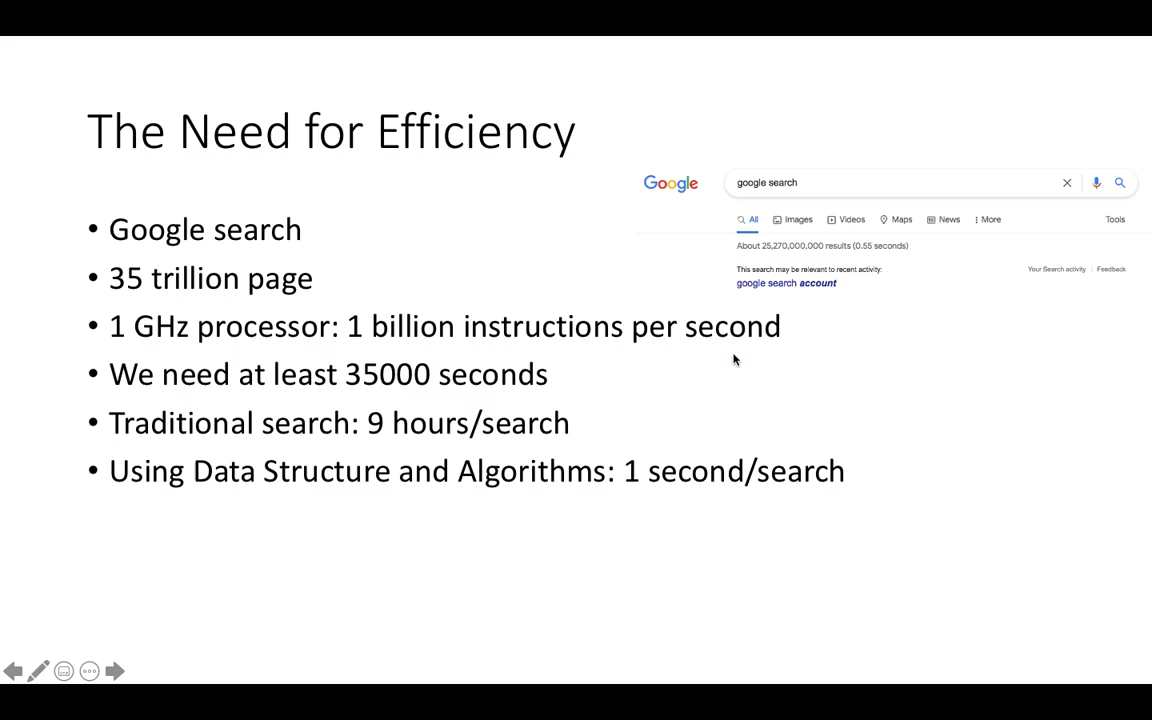 The Need for Efficiency
Google
google search
All Images Videos Maps News More Tools
About 25,270,000,000 results (0.55 seconds)
This search may be relevant to recent activity: Your Search activity Feedback
google search account
• Google search
• 35 trillion page
• 1 GHz processor: 1 billion instructions per second
• We need at least 35000 seconds
• Traditional search: 9 hours/search
• Using Data Structure and Algorithms: 1 second/search